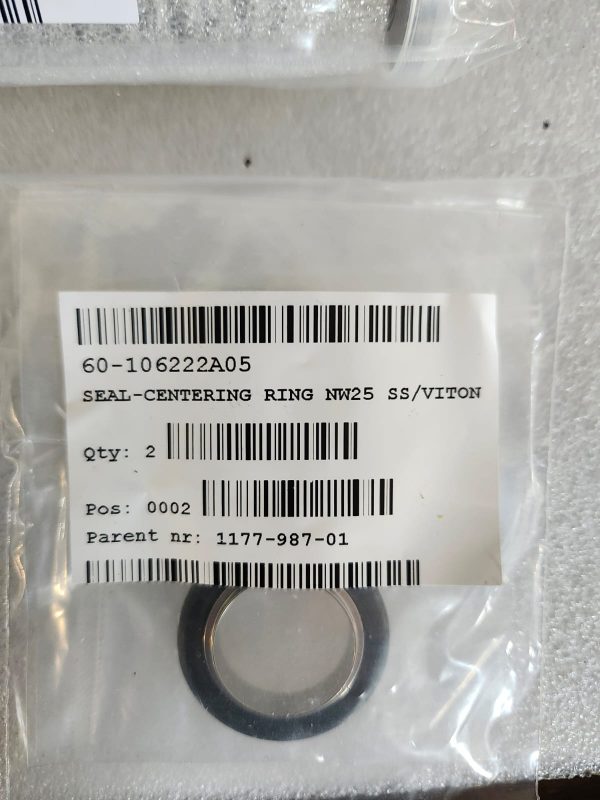 60-106222A05
SEAL-CENTERING RING NW25 SS/VITON
Qty: 2
Pos: 0002
Parent nr: 1177-987-01